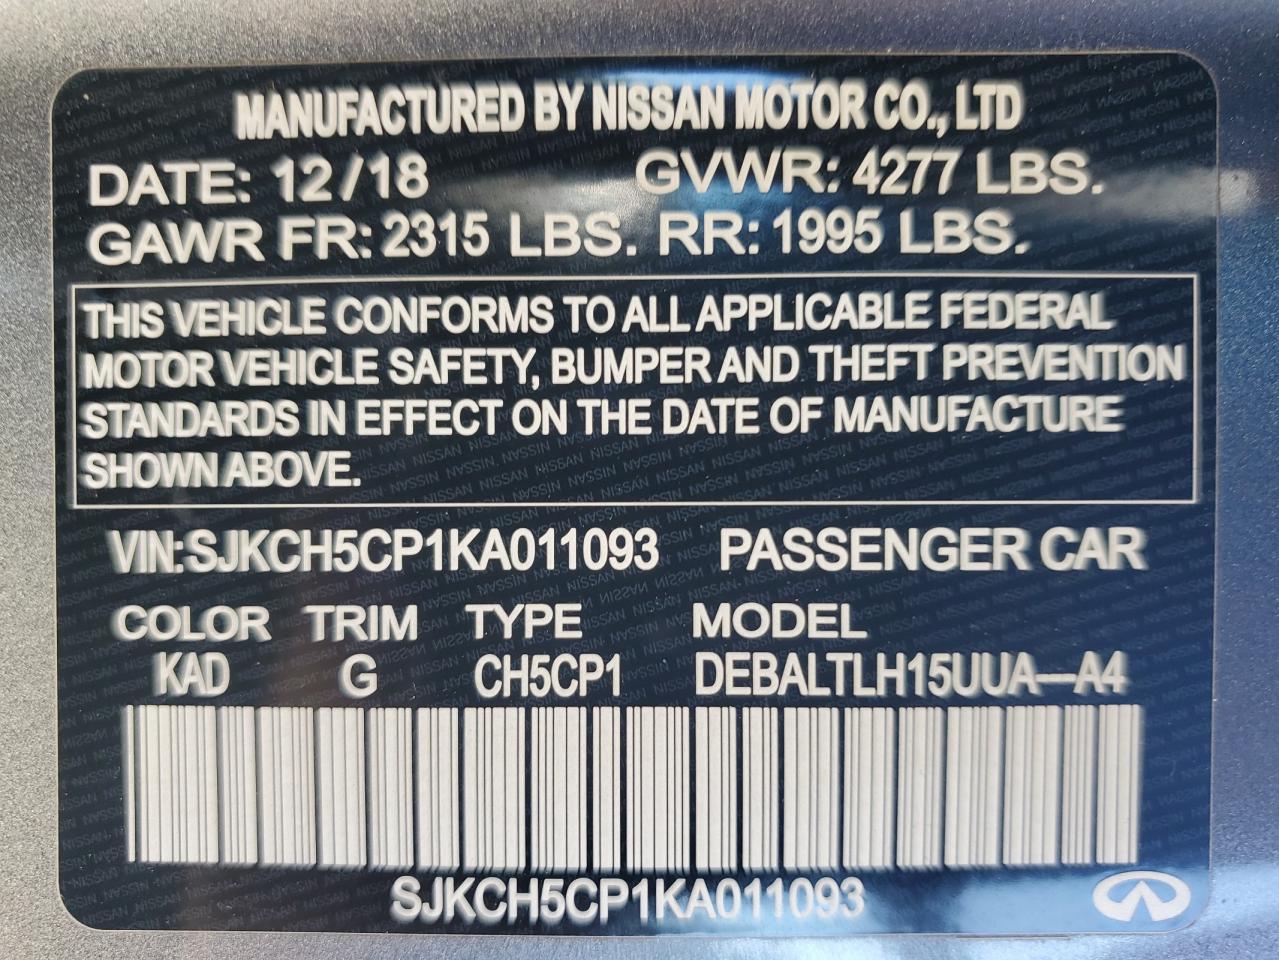 MANUFACTURED BY NISSAN MOTOR CO., LTD
DATE: 12/18 GVWR: 4277 LBS.
GAWR FR: 2315 LBS. RR: 1995 LBS.
THIS VEHICLE CONFORMS TO ALL APPLICABLE FEDERAL
MOTOR VEHICLE SAFETY, BUMPER AND THEFT PREVENTION
STANDARDS IN EFFECT ON THE DATE OF MANUFACTURE
SHOWN ABOVE.
VIN:SJKCH5CP1KA011093 PASSENGER CAR
COLOR TRIM TYPE MODEL
KAD G CH5CP1 DEBALTLH15UUA—A4
SJKCH5CP1KA011093